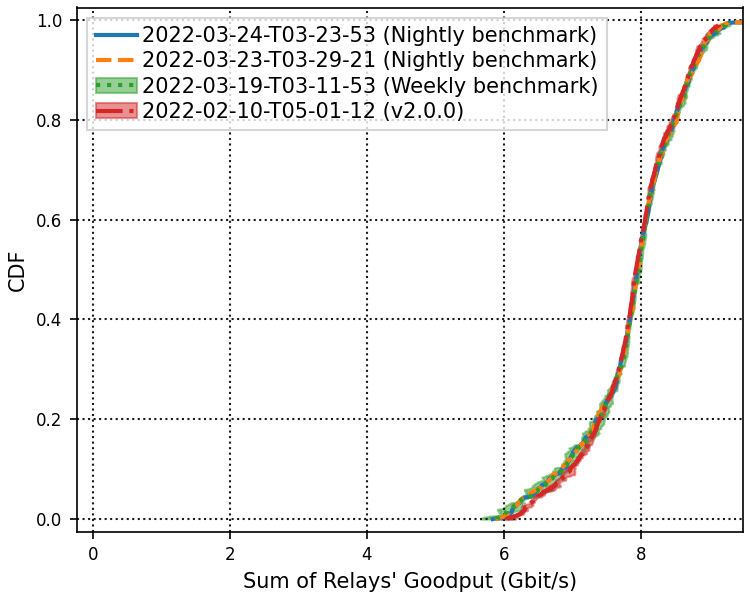 2022-03-24-T03-23-53 (Nightly benchmark)
2022-03-23-T03-29-21 (Nightly benchmark)
2022-03-19-T03-11-53 (Weekly benchmark)
2022-02-10-T05-01-12 (v2.0.0)
CDF
1.0
0.8
0.6
0.4
0.2
0.0
0 2 4 6 8
Sum of Relays' Goodput (Gbit/s)